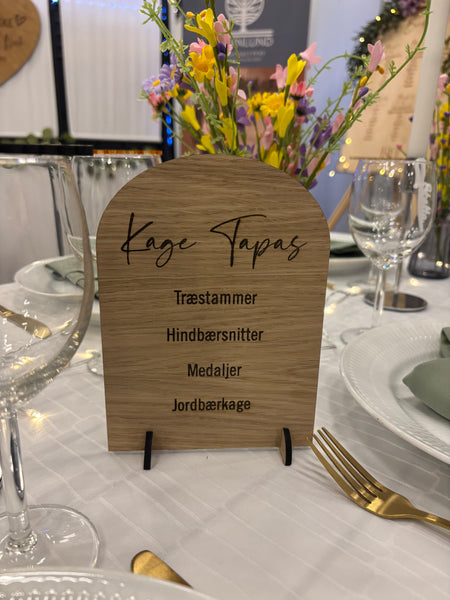 Kage Tapas
Træstammer
Hindbærsnitter
Medaljer
Jordbærkage